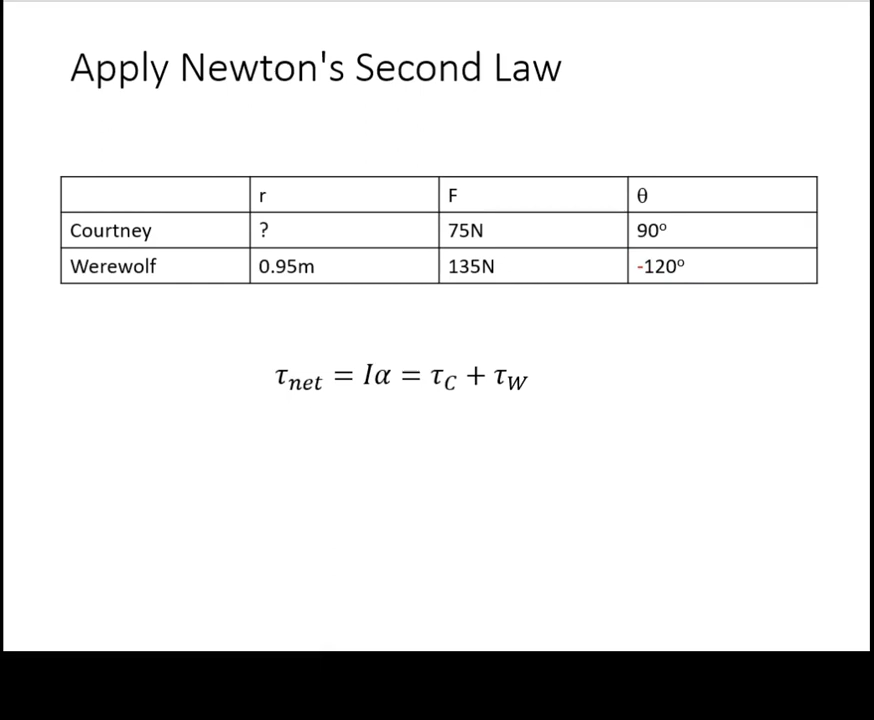 Apply Newton's Second Law
r F θ
Courtney ? 75N 90º
Werewolf 0.95m 135N -120º
τ_net = Iα = τ_C + τ_W